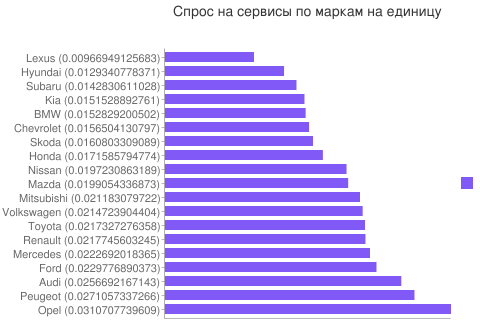 Спрос на сервисы по маркам на единицу
Lexus (0.00966949125683)
Hyundai (0.0129340778371)
Subaru (0.0142830611028)
Kia (0.0151528892761)
BMW (0.0152829200502)
Chevrolet (0.0156504130797)
Skoda (0.0160803309089)
Honda (0.0171585794774)
Nissan (0.0197230863189)
Mazda (0.0199054336873)
Mitsubishi (0.021183079722)
Volkswagen (0.0214723904404)
Toyota (0.0217327276358)
Renault (0.0217745603245)
Mercedes (0.0222692018365)
Ford (0.0229776890373)
Audi (0.0256692167143)
Peugeot (0.0271057337266)
Opel (0.0310707739609)